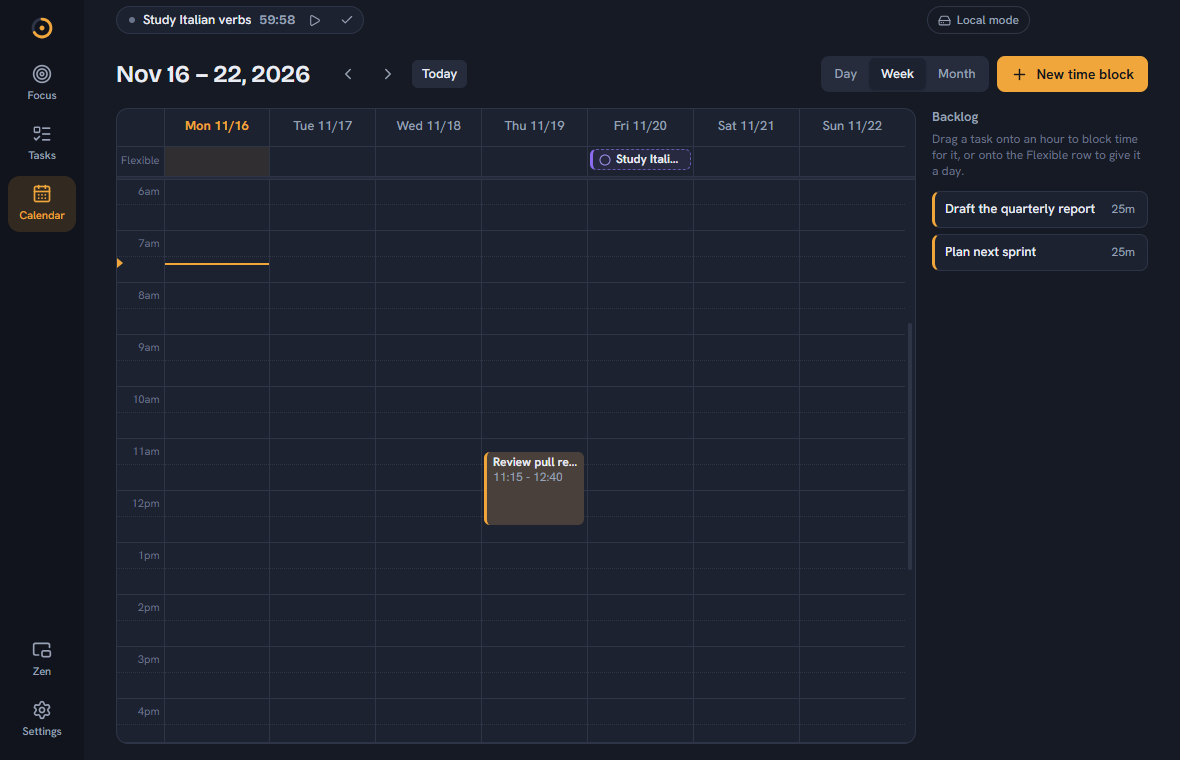 Study Italian verbs 59:58
Local mode
Focus
Tasks
Calendar
Zen
Settings
Nov 16 – 22, 2026
Today
Day Week Month
New time block
Mon 11/16 Tue 11/17 Wed 11/18 Thu 11/19 Fri 11/20 Sat 11/21 Sun 11/22
Flexible
Study Itali...
6am
7am
8am
9am
10am
11am
Review pull re...
11:15 - 12:40
12pm
1pm
2pm
3pm
4pm
Backlog
Drag a task onto an hour to block time
for it, or onto the Flexible row to give it
a day.
Draft the quarterly report 25m
Plan next sprint 25m